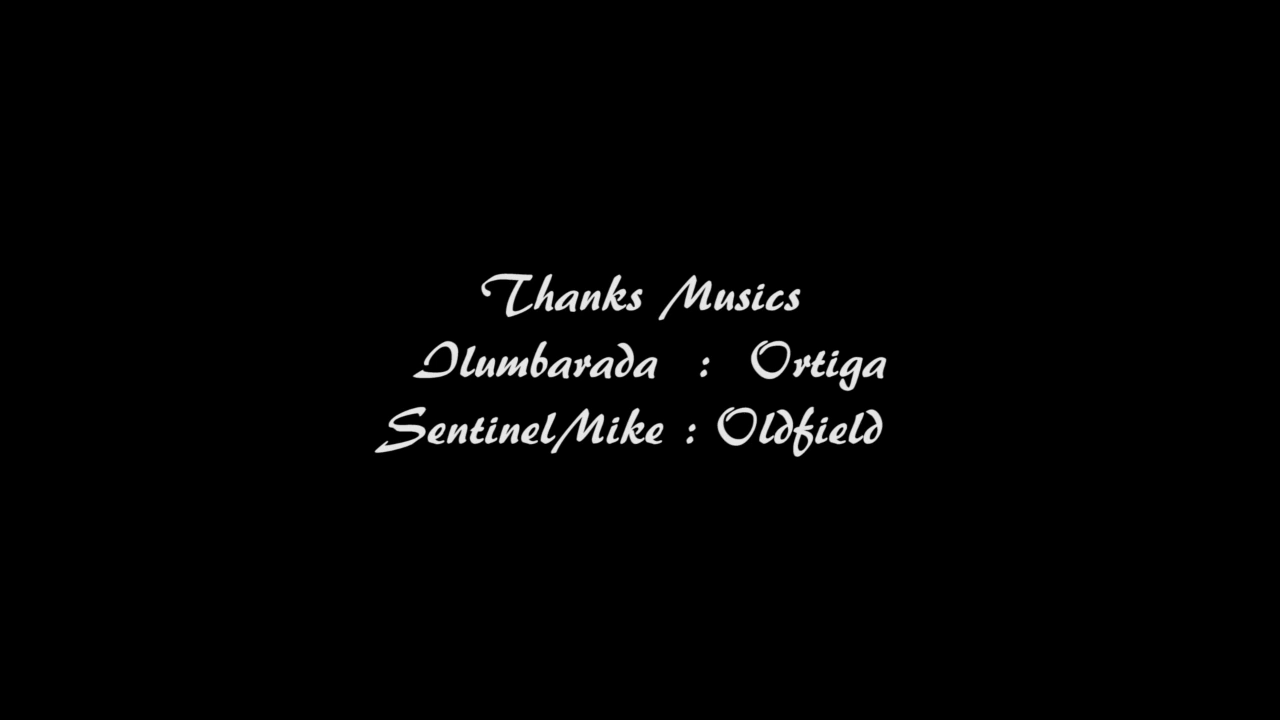 Thanks Musics
Ilumbarada : Ortiga
SentinelMike : Oldfield